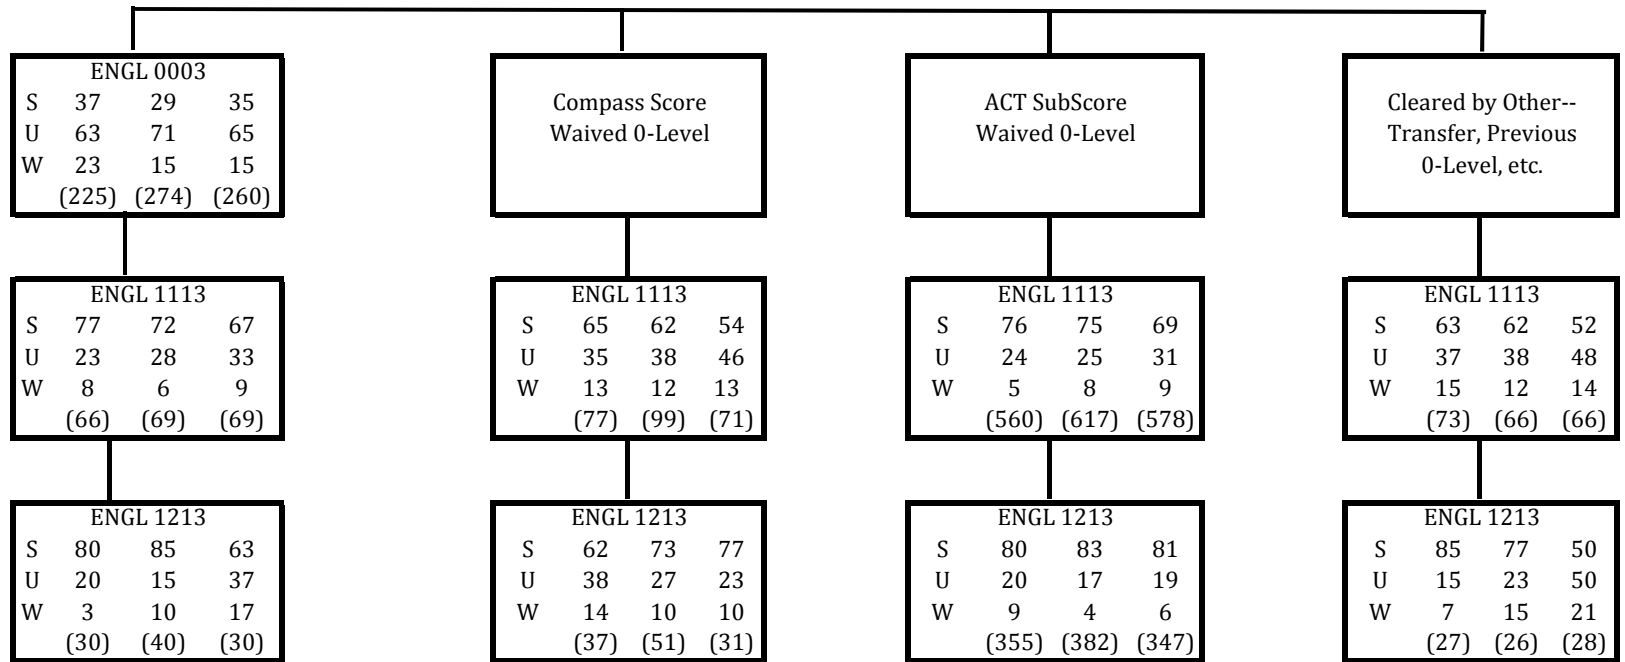 ENGL 0003
S 37 29 35
U 63 71 65
W 23 15 15
(225) (274) (260)
Compass Score
Waived 0-Level
ACT SubScore
Waived 0-Level
Cleared by Other--
Transfer, Previous
0-Level, etc.
ENGL 1113
S 77 72 67
U 23 28 33
W 8 6 9
(66) (69) (69)
ENGL 1113
S 65 62 54
U 35 38 46
W 13 12 13
(77) (99) (71)
ENGL 1113
S 76 75 69
U 24 25 31
W 5 8 9
(560) (617) (578)
ENGL 1113
S 63 62 52
U 37 38 48
W 15 12 14
(73) (66) (66)
ENGL 1213
S 80 85 63
U 20 15 37
W 3 10 17
(30) (40) (30)
ENGL 1213
S 62 73 77
U 38 27 23
W 14 10 10
(37) (51) (31)
ENGL 1213
S 80 83 81
U 20 17 19
W 9 4 6
(355) (382) (347)
ENGL 1213
S 85 77 50
U 15 23 50
W 7 15 21
(27) (26) (28)